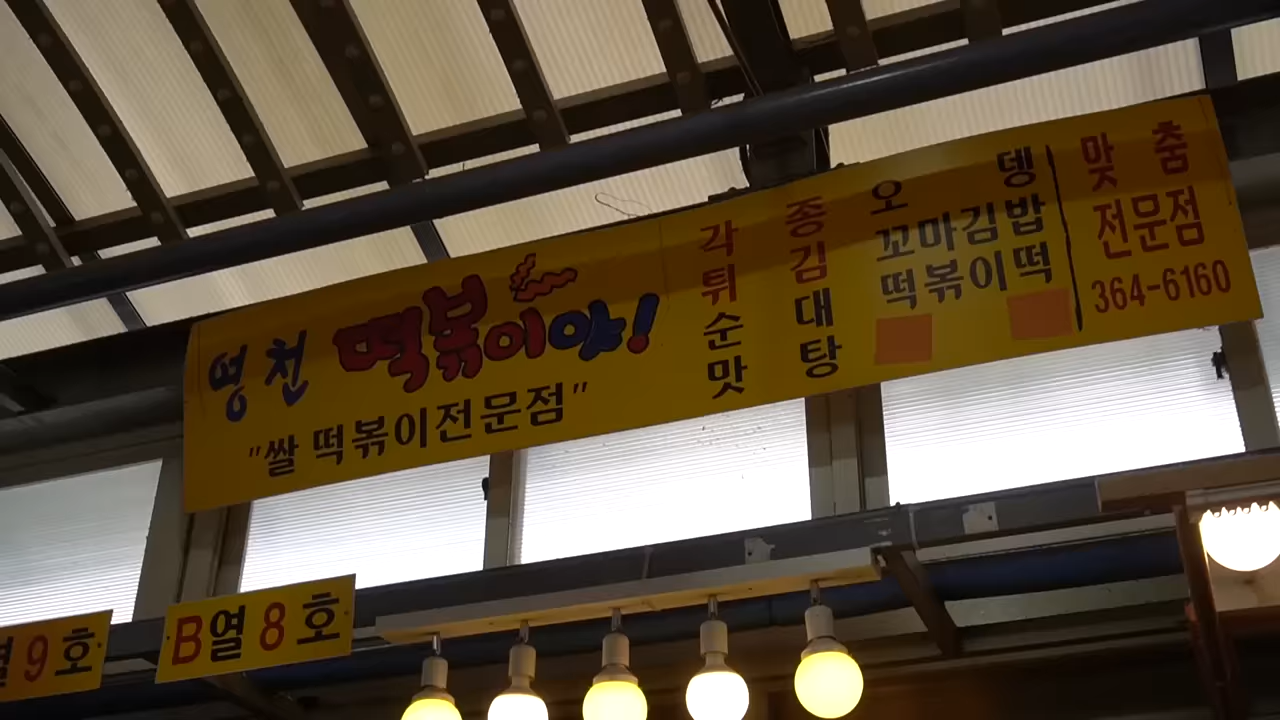 영천 떡볶이야!
"쌀 떡볶이전문점"
각종
튀김
순대
맛탕
오뎅
꼬마김밥
떡볶이떡
맞춤
전문점
364-6160
9호
B열 8호